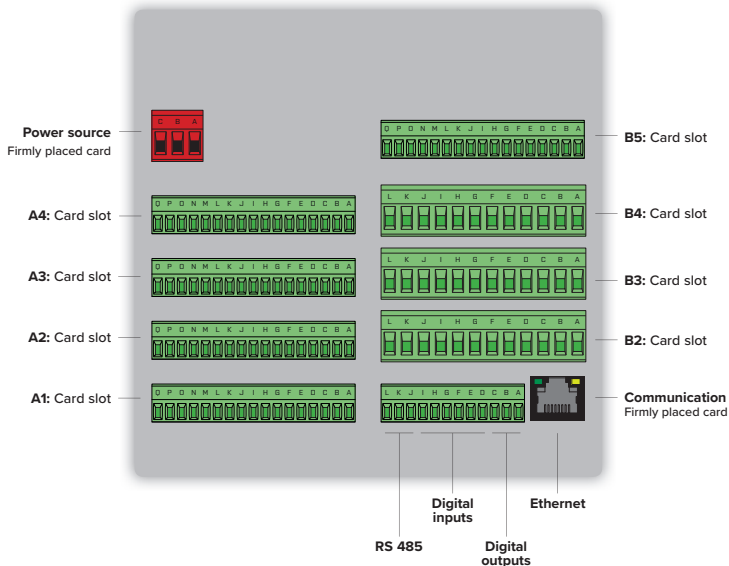 C B A
Power source
Firmly placed card
Q P O N M L K J I H G F E D C B A
B5: Card slot
Q P O N M L K J I H G F E D C B A
A4: Card slot
L K J I H G F E D C B A
B4: Card slot
Q P O N M L K J I H G F E D C B A
A3: Card slot
L K J I H G F E D C B A
B3: Card slot
Q P O N M L K J I H G F E D C B A
A2: Card slot
L K J I H G F E D C B A
B2: Card slot
Q P O N M L K J I H G F E D C B A
A1: Card slot
L K J I H G F E D C B A
Communication
Firmly placed card
Digital
inputs
Ethernet
RS 485
Digital
outputs